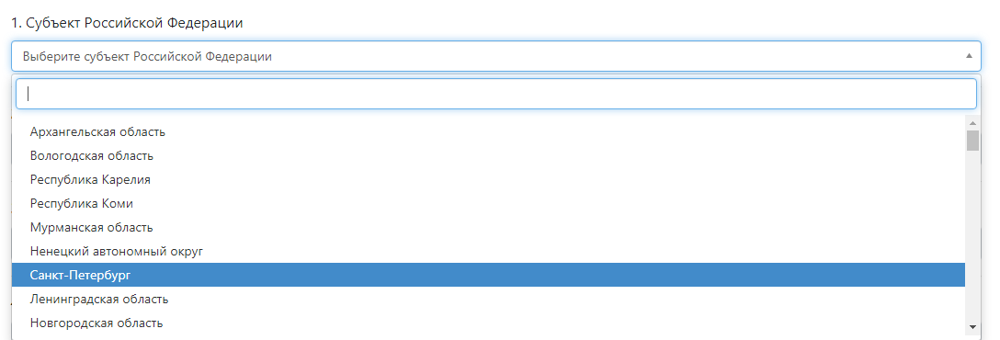 1. Субъект Российской Федерации
Выберите субъект Российской Федерации
Архангельская область
Вологодская область
Республика Карелия
Республика Коми
Мурманская область
Ненецкий автономный округ
Санкт-Петербург
Ленинградская область
Новгородская область